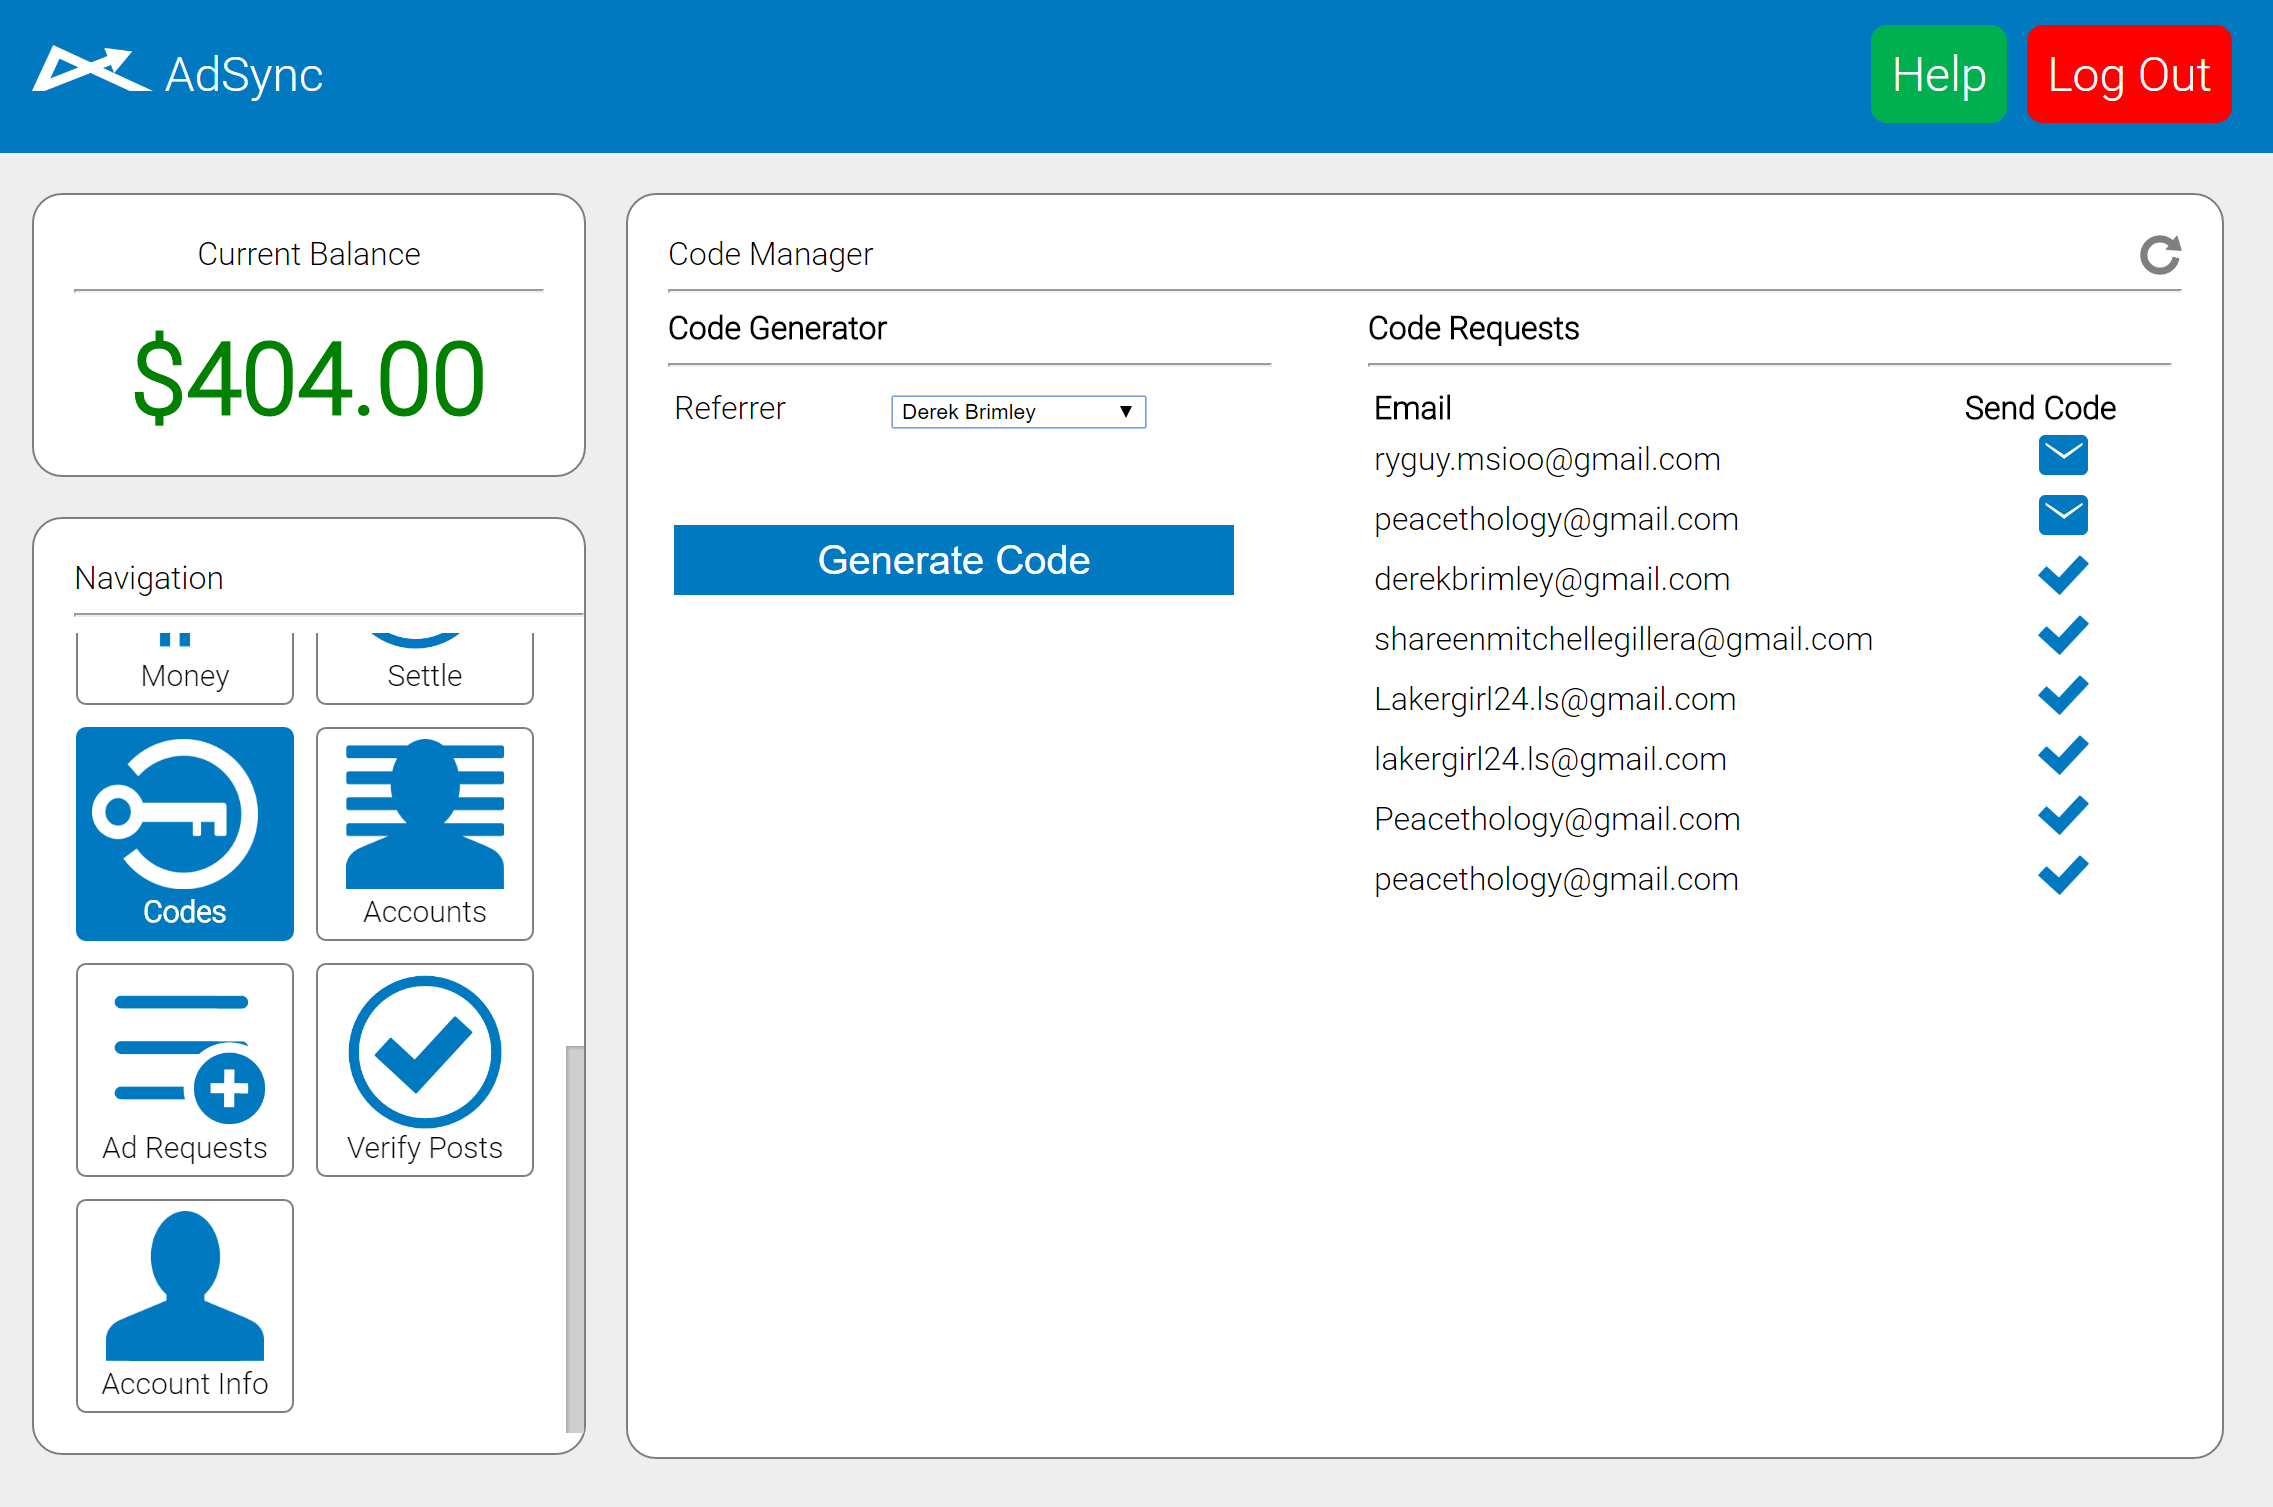 AdSync
Help
Log Out
Current Balance
$404.00
Navigation
Money
Settle
Codes
Accounts
Ad Requests
Verify Posts
Account Info
Code Manager
Code Generator
Referrer
Derek Brimley
Generate Code
Code Requests
Email Send Code
ryguy.msioo@gmail.com
peacethology@gmail.com
derekbrimley@gmail.com
shareenmitchellegillera@gmail.com
Lakergirl24.ls@gmail.com
lakergirl24.ls@gmail.com
Peacethology@gmail.com
peacethology@gmail.com